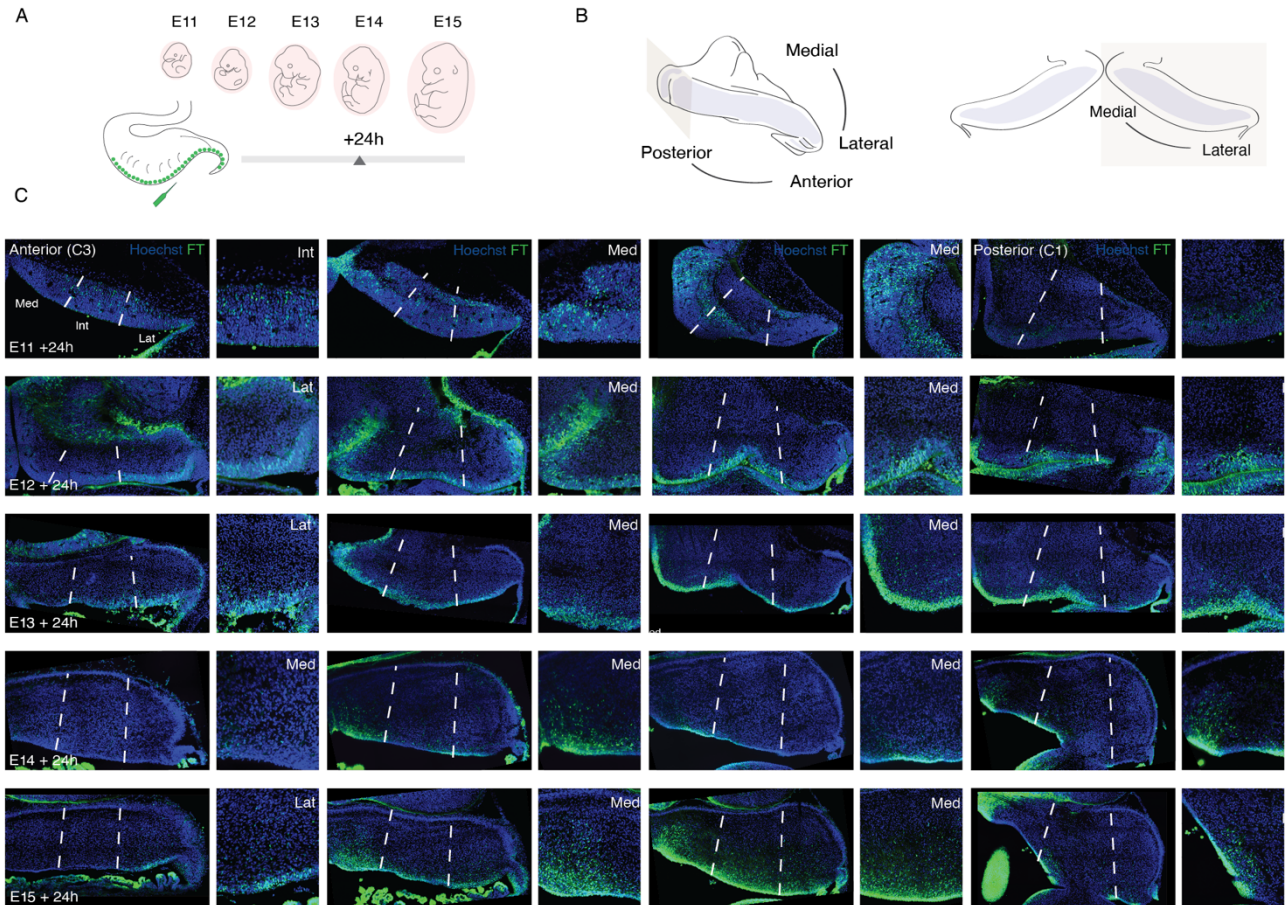 A
E11 E12 E13 E14 E15
+24h
B
Medial
Lateral
Posterior
Anterior
Medial
Lateral
C
Anterior (C3) Hoechst FT
Med
Int
Lat
E11 +24h
Int
Hoechst FT
Med
Med
Posterior (C1) Hoechst FT
E12 + 24h
Lat
Med
Med
E13 + 24h
Lat
Med
Med
E14 + 24h
Med
Med
Med
E15 + 24h
Lat
Med
Med